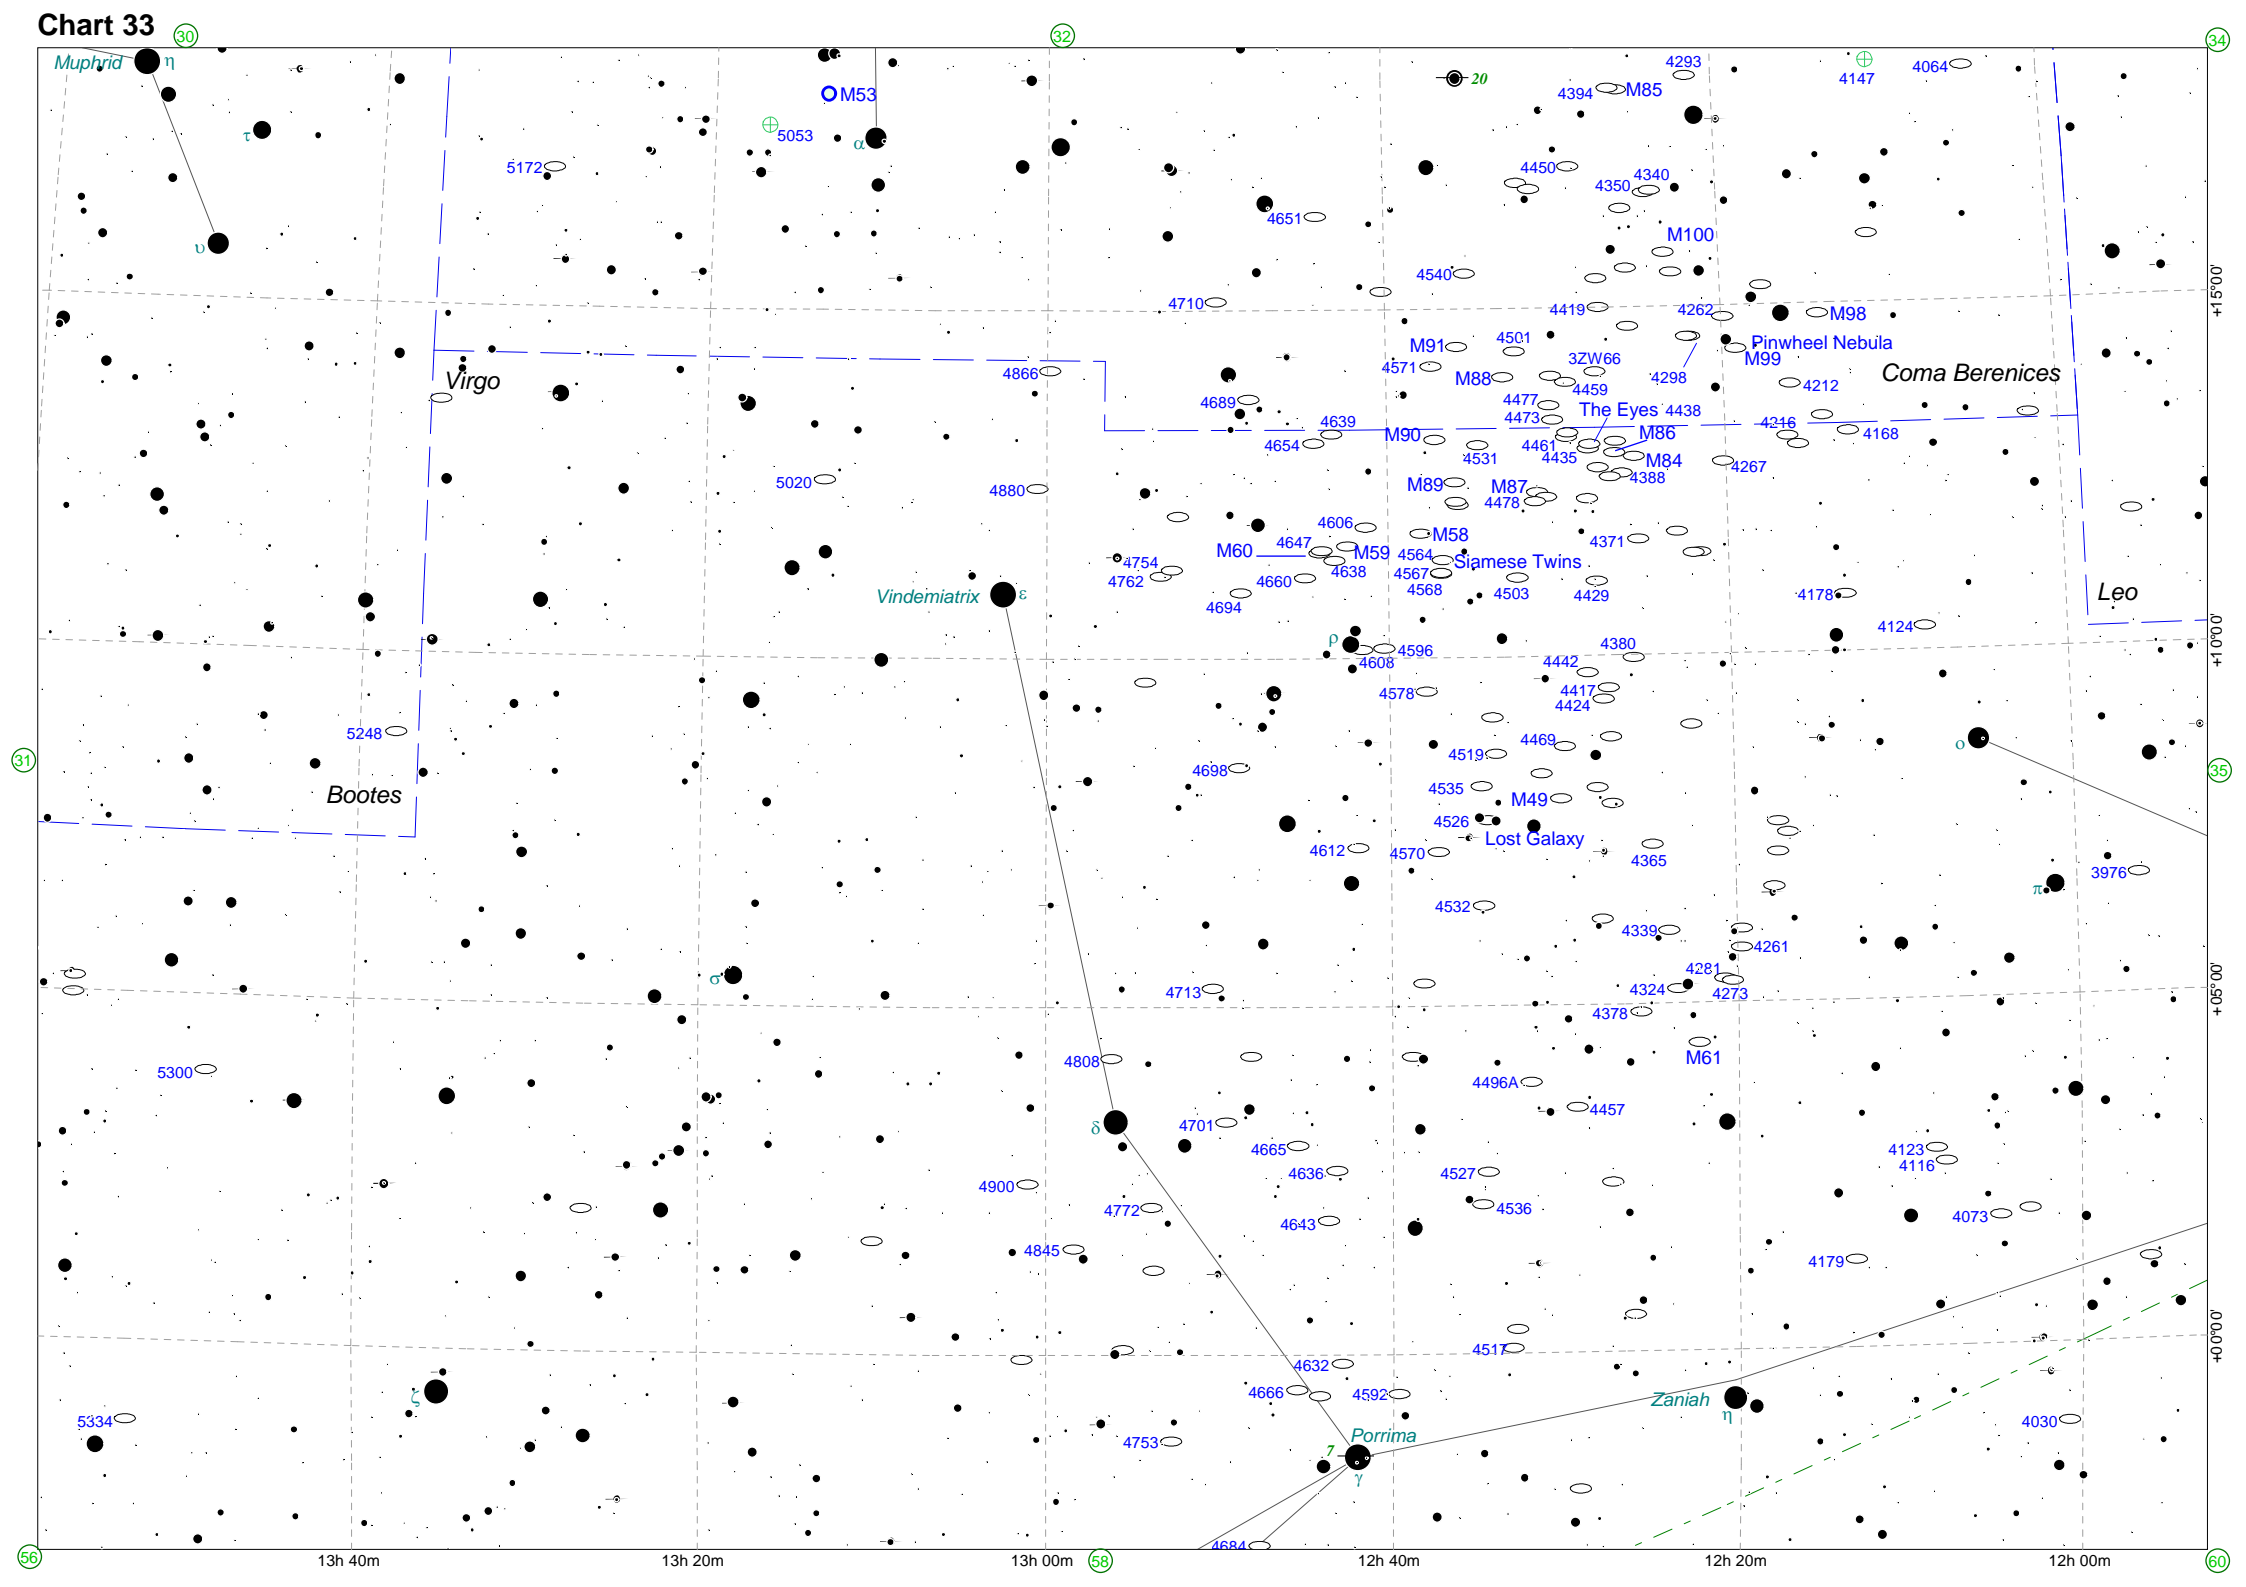 Chart 33
30
32
34
Muphrid η
4293
4147
4064
20
M53
4394 M85
τ
5053
α
5172
4450
4340
4350
4651
M100
υ
4540
4710
+15°00'
4419
4262
M98
M91
4501
Pinwheel Nebula
3ZW66
M99
4866
4571
M88
4298
Coma Berenices
Virgo
4459
4212
4689
4477
The Eyes 4438
4473
4639
4216
M90
M86
4168
4654
4531
4461
4435
M84
4267
5020
4880
M89
M87
4388
4478
4606
M58
4371
4647
M60
M59
4564
Siamese Twins
4754
4638
4762
4660
4567
4568
4503
4429
4178
Leo
Vindemiatrix ε
4694
4124
+10°00'
ρ
4596
4380
4608
4442
4578
4417
4424
5248
ο
4469
4519
31
4698
35
4535
M49
Bootes
4526
Lost Galaxy
4612
4570
4365
3976
π
4532
4339
4261
σ
4281
4713
4324
4273
+05°00'
4378
M61
4808
5300
4496A
4457
δ
4701
4665
4123
4116
4636
4527
4900
4772
4536
4073
4643
4845
4179
+00°00'
4517
4632
4666
4592
ζ
Zaniah
η
5334
4030
Porrima
7
4753
γ
4684
56
13h 40m
13h 20m
13h 00m
58
12h 40m
12h 20m
12h 00m
60